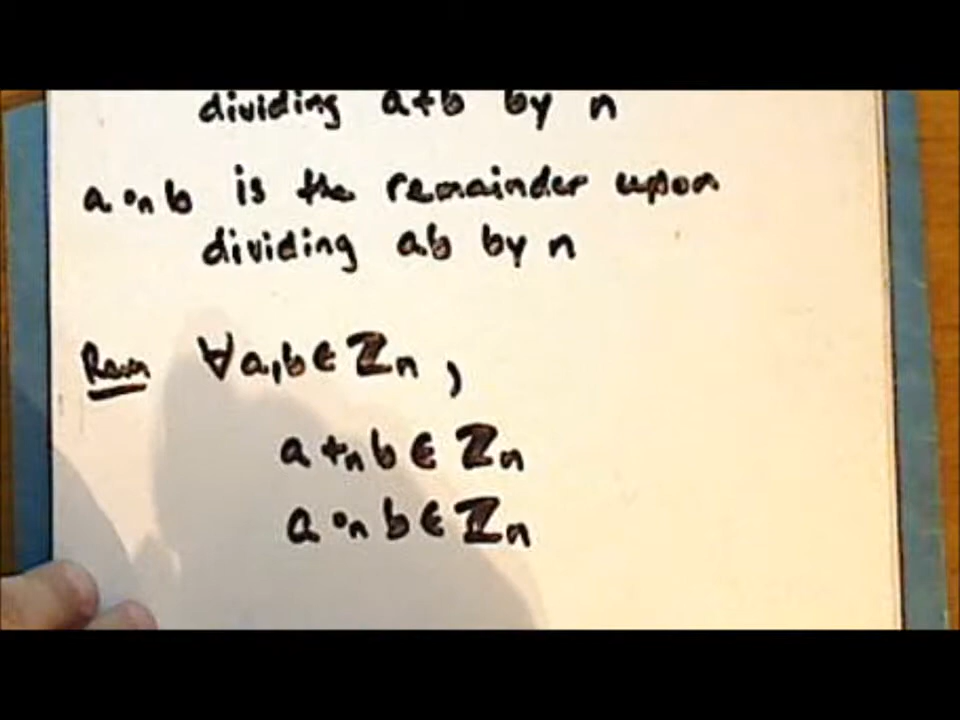 dividing a+b by n
a ∘ₙ b is the remainder upon
dividing ab by n
Rem ∀a,b ∈ ℤₙ,
a +ₙ b ∈ ℤₙ
a ∘ₙ b ∈ ℤₙ